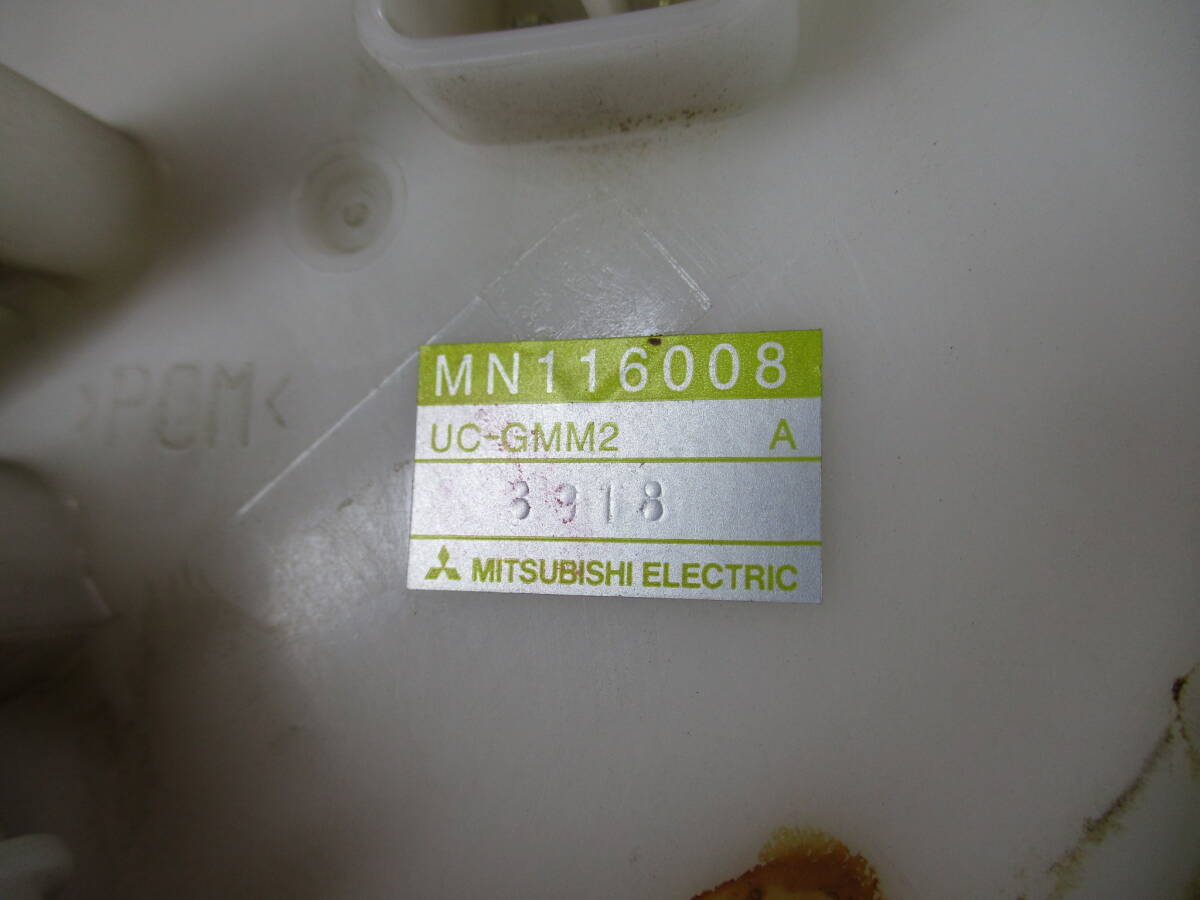 MN116008
>POM<
UC-GMM2 A
3918
MITSUBISHI ELECTRIC